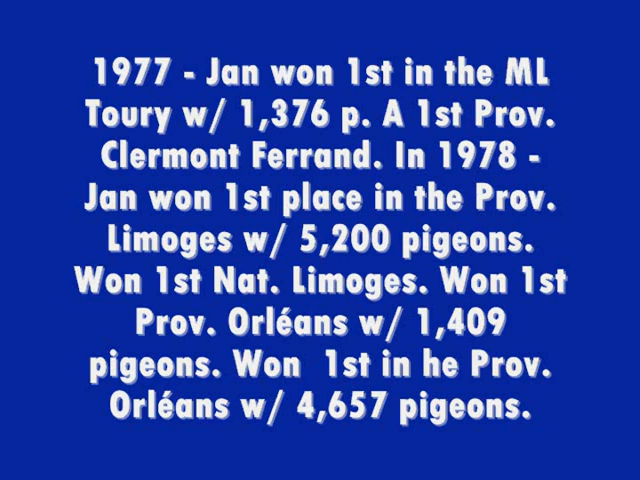 1977 - Jan won 1st in the ML
Toury w/ 1,376 p. A 1st Prov.
Clermont Ferrand. In 1978 -
Jan won 1st place in the Prov.
Limoges w/ 5,200 pigeons.
Won 1st Nat. Limoges. Won 1st
Prov. Orléans w/ 1,409
pigeons. Won  1st in he Prov.
Orléans w/ 4,657 pigeons.